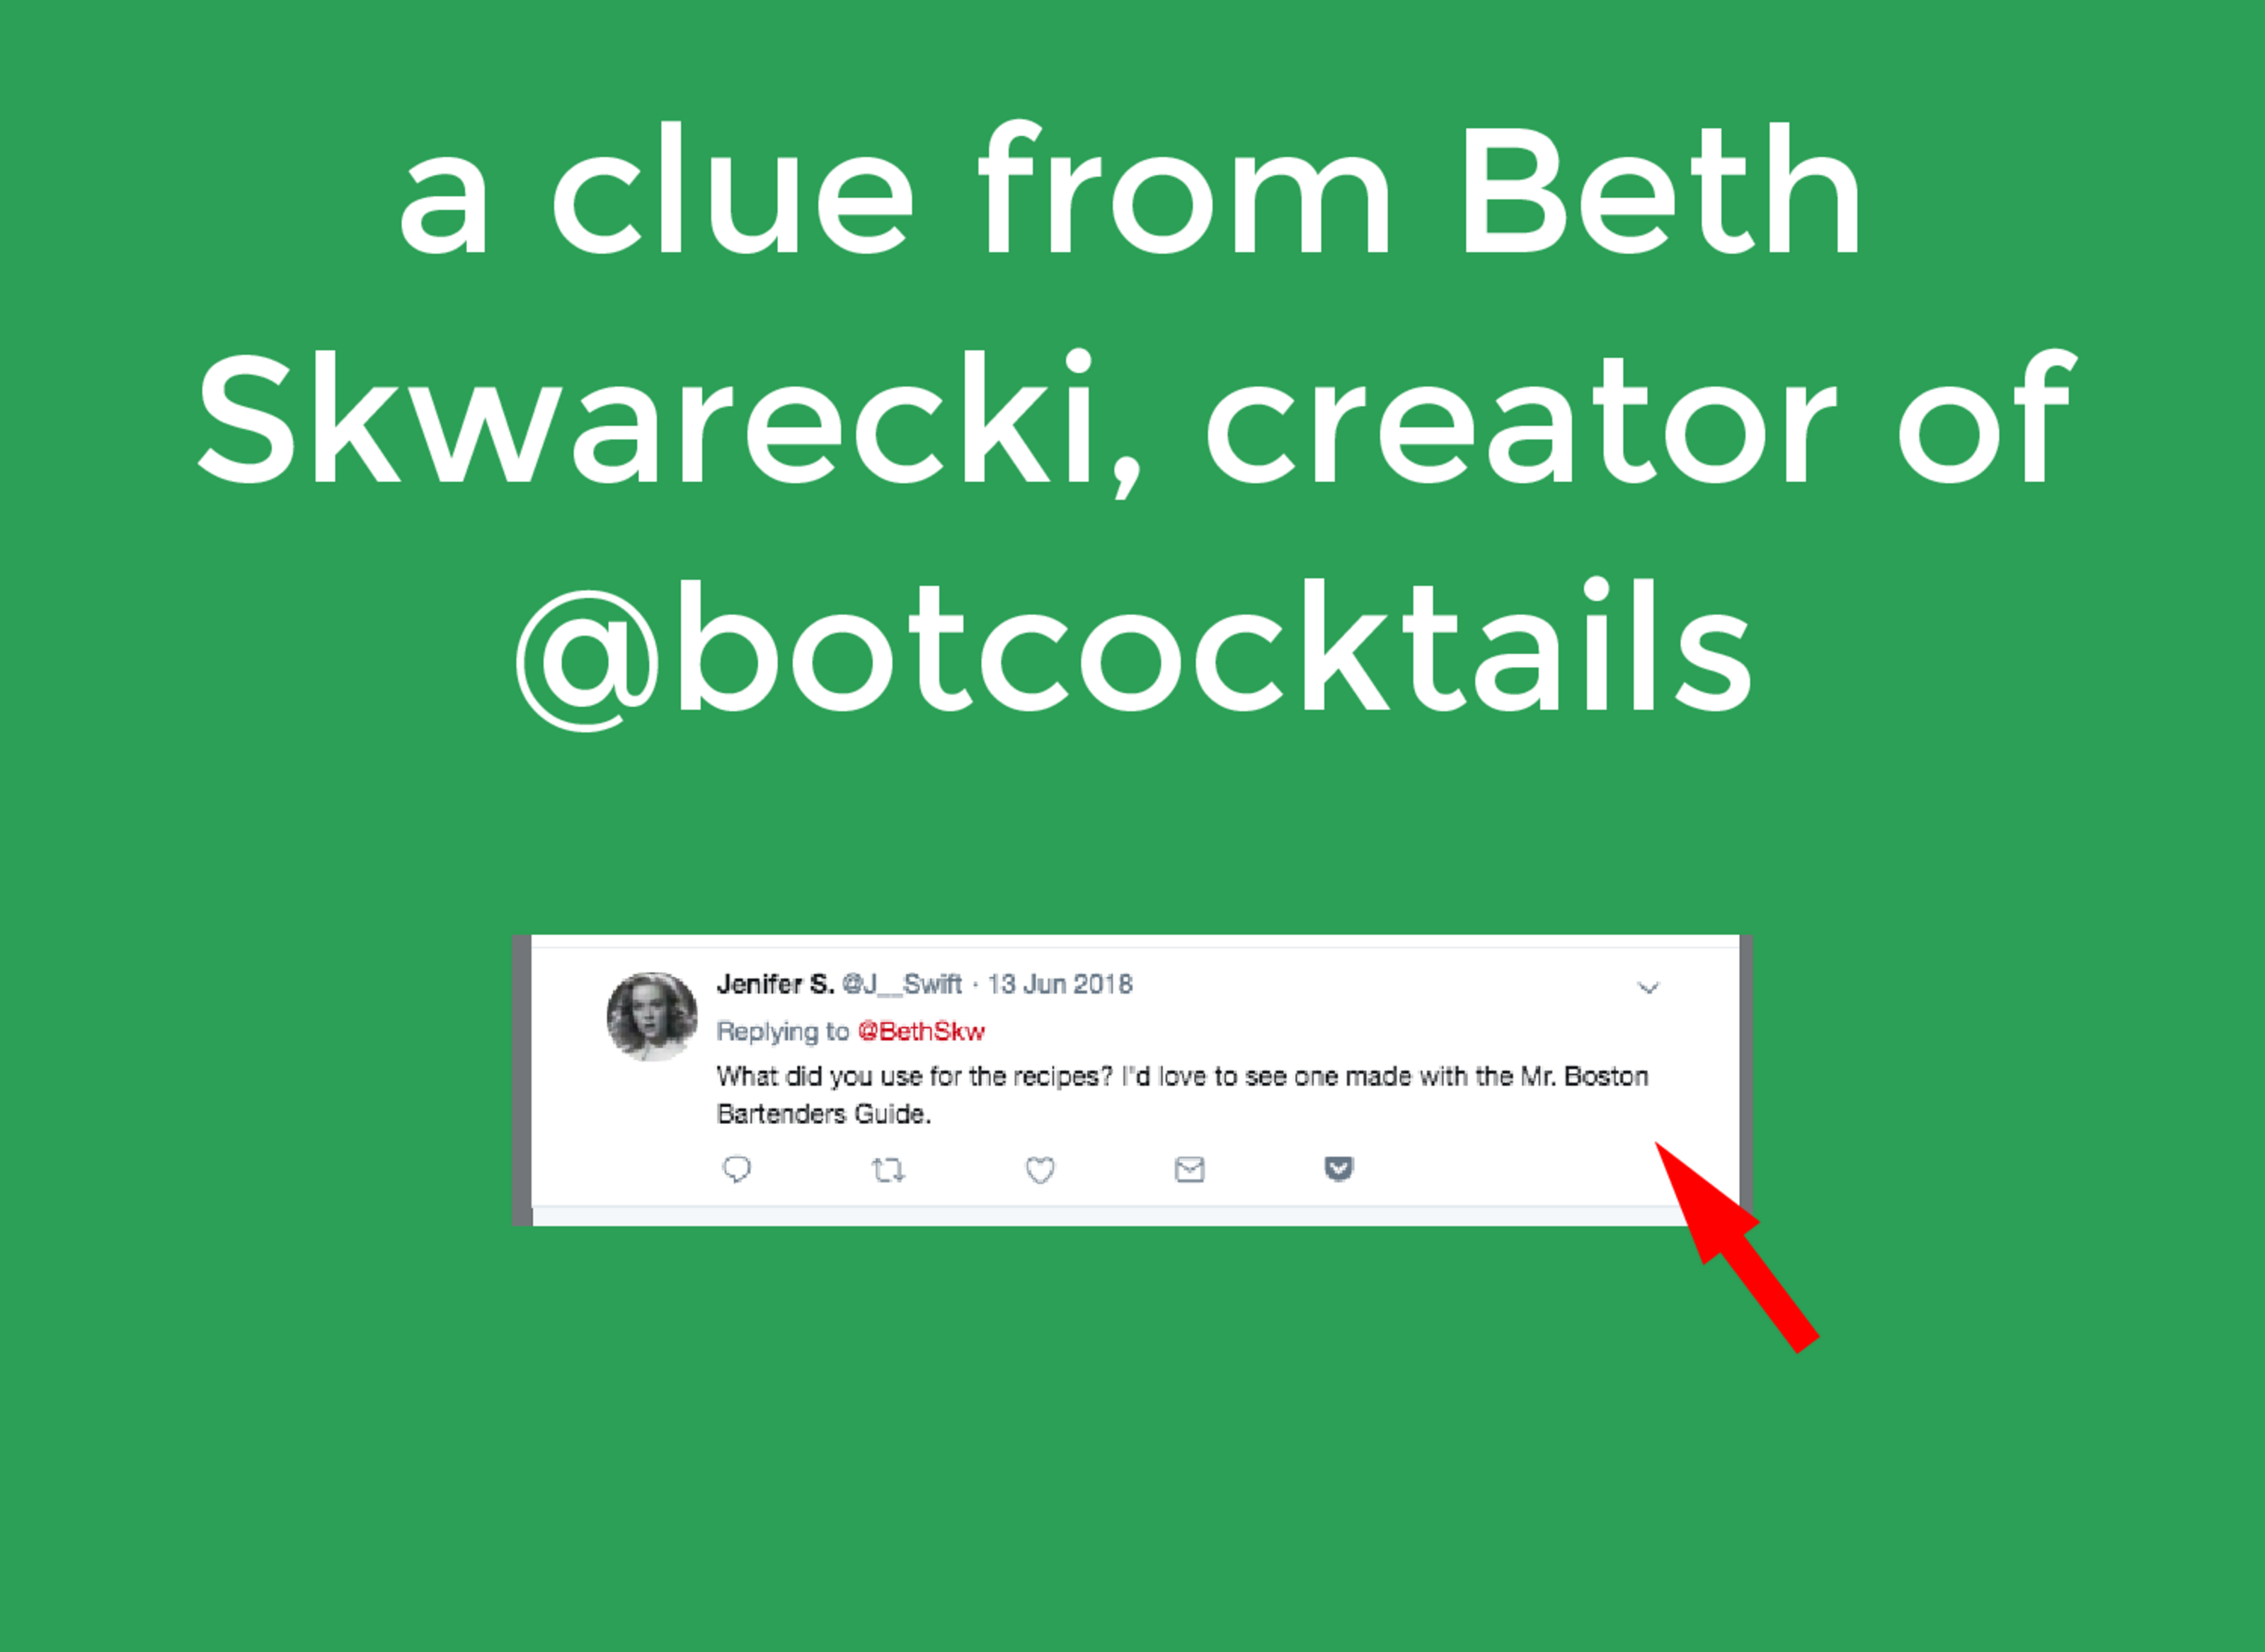 a clue from Beth
Skwarecki, creator of
@botcocktails
Jenifer S. @J__Swift · 13 Jun 2018
Replying to @BethSkw
What did you use for the recipes? I'd love to see one made with the Mr. Boston
Bartenders Guide.